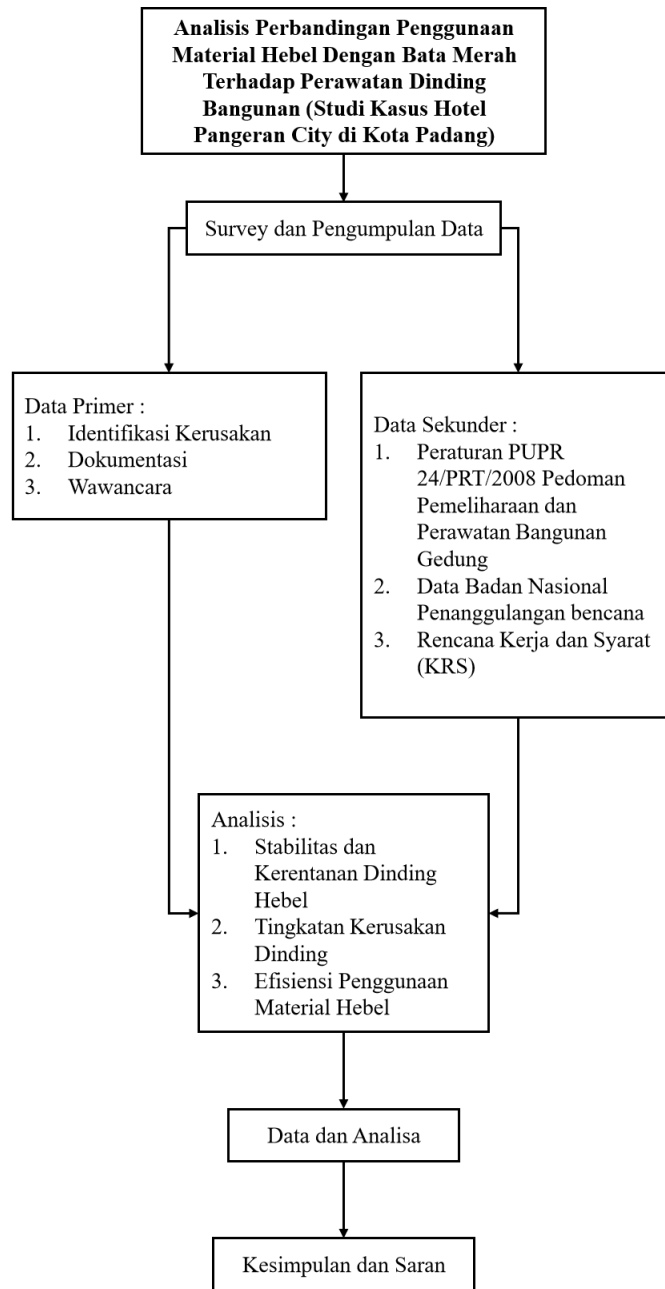 Analisis Perbandingan Penggunaan
Material Hebel Dengan Bata Merah
Terhadap Perawatan Dinding
Bangunan (Studi Kasus Hotel
Pangeran City di Kota Padang)
Survey dan Pengumpulan Data
Data Primer :
1. Identifikasi Kerusakan
2. Dokumentasi
3. Wawancara
Data Sekunder :
1. Peraturan PUPR
24/PRT/2008 Pedoman
Pemeliharaan dan
Perawatan Bangunan
Gedung
2. Data Badan Nasional
Penanggulangan bencana
3. Rencana Kerja dan Syarat
(KRS)
Analisis :
1. Stabilitas dan
Kerentanan Dinding
Hebel
2. Tingkatan Kerusakan
Dinding
3. Efisiensi Penggunaan
Material Hebel
Data dan Analisa
Kesimpulan dan Saran